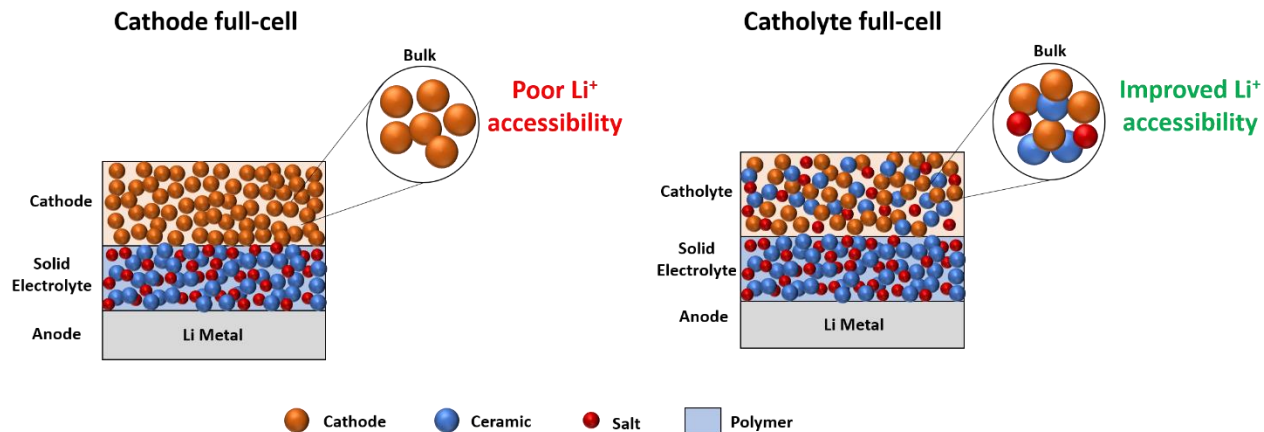 Cathode full-cell
Bulk
Poor Li⁺
accessibility
Cathode
Solid
Electrolyte
Anode
Li Metal
Catholyte full-cell
Bulk
Improved Li⁺
accessibility
Catholyte
Solid
Electrolyte
Anode
Li Metal
Cathode
Ceramic
Salt
Polymer